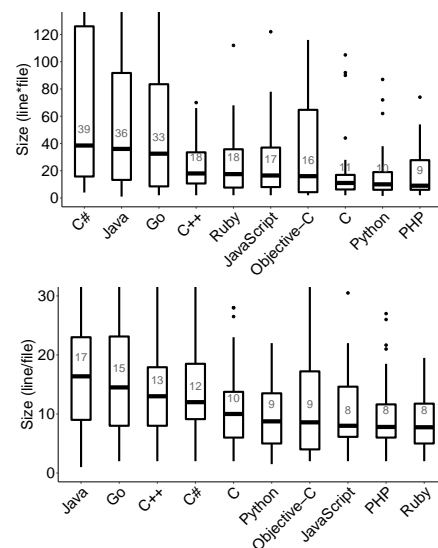 Size (line*file)
120
100
80
60
40
20
0
39
36
33
18
18
17
16
11
10
9
C#
Java
Go
C++
Ruby
JavaScript
Objective−C
C
Python
PHP
Size (line/file)
30
20
10
0
17
15
13
12
10
9
9
8
8
8
Java
Go
C++
C#
C
Python
Objective−C
JavaScript
PHP
Ruby